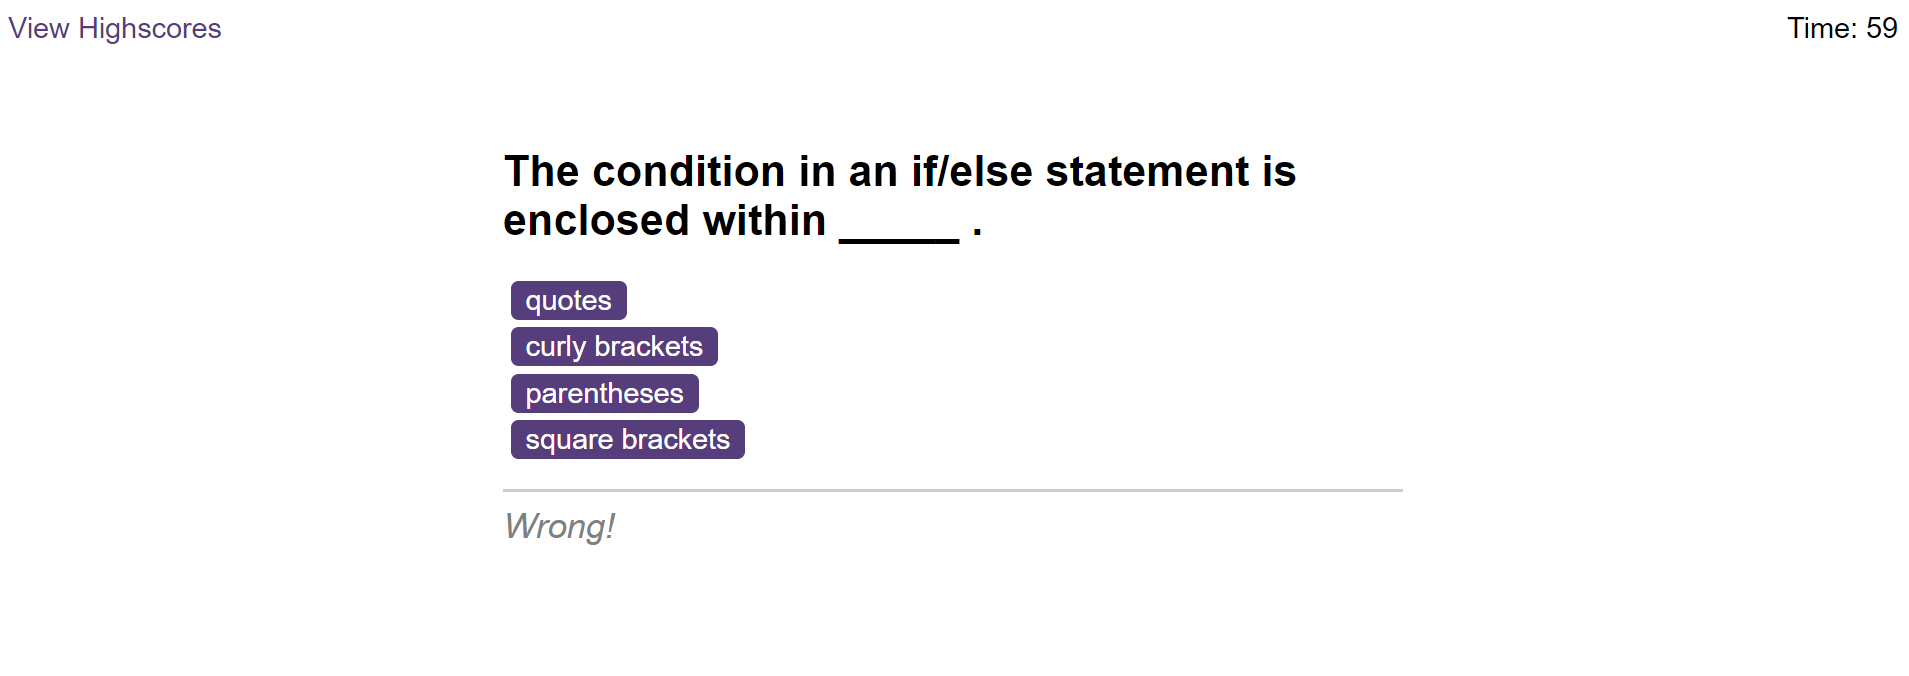 View Highscores
Time: 59
The condition in an if/else statement is
enclosed within _____ .
quotes
curly brackets
parentheses
square brackets
Wrong!